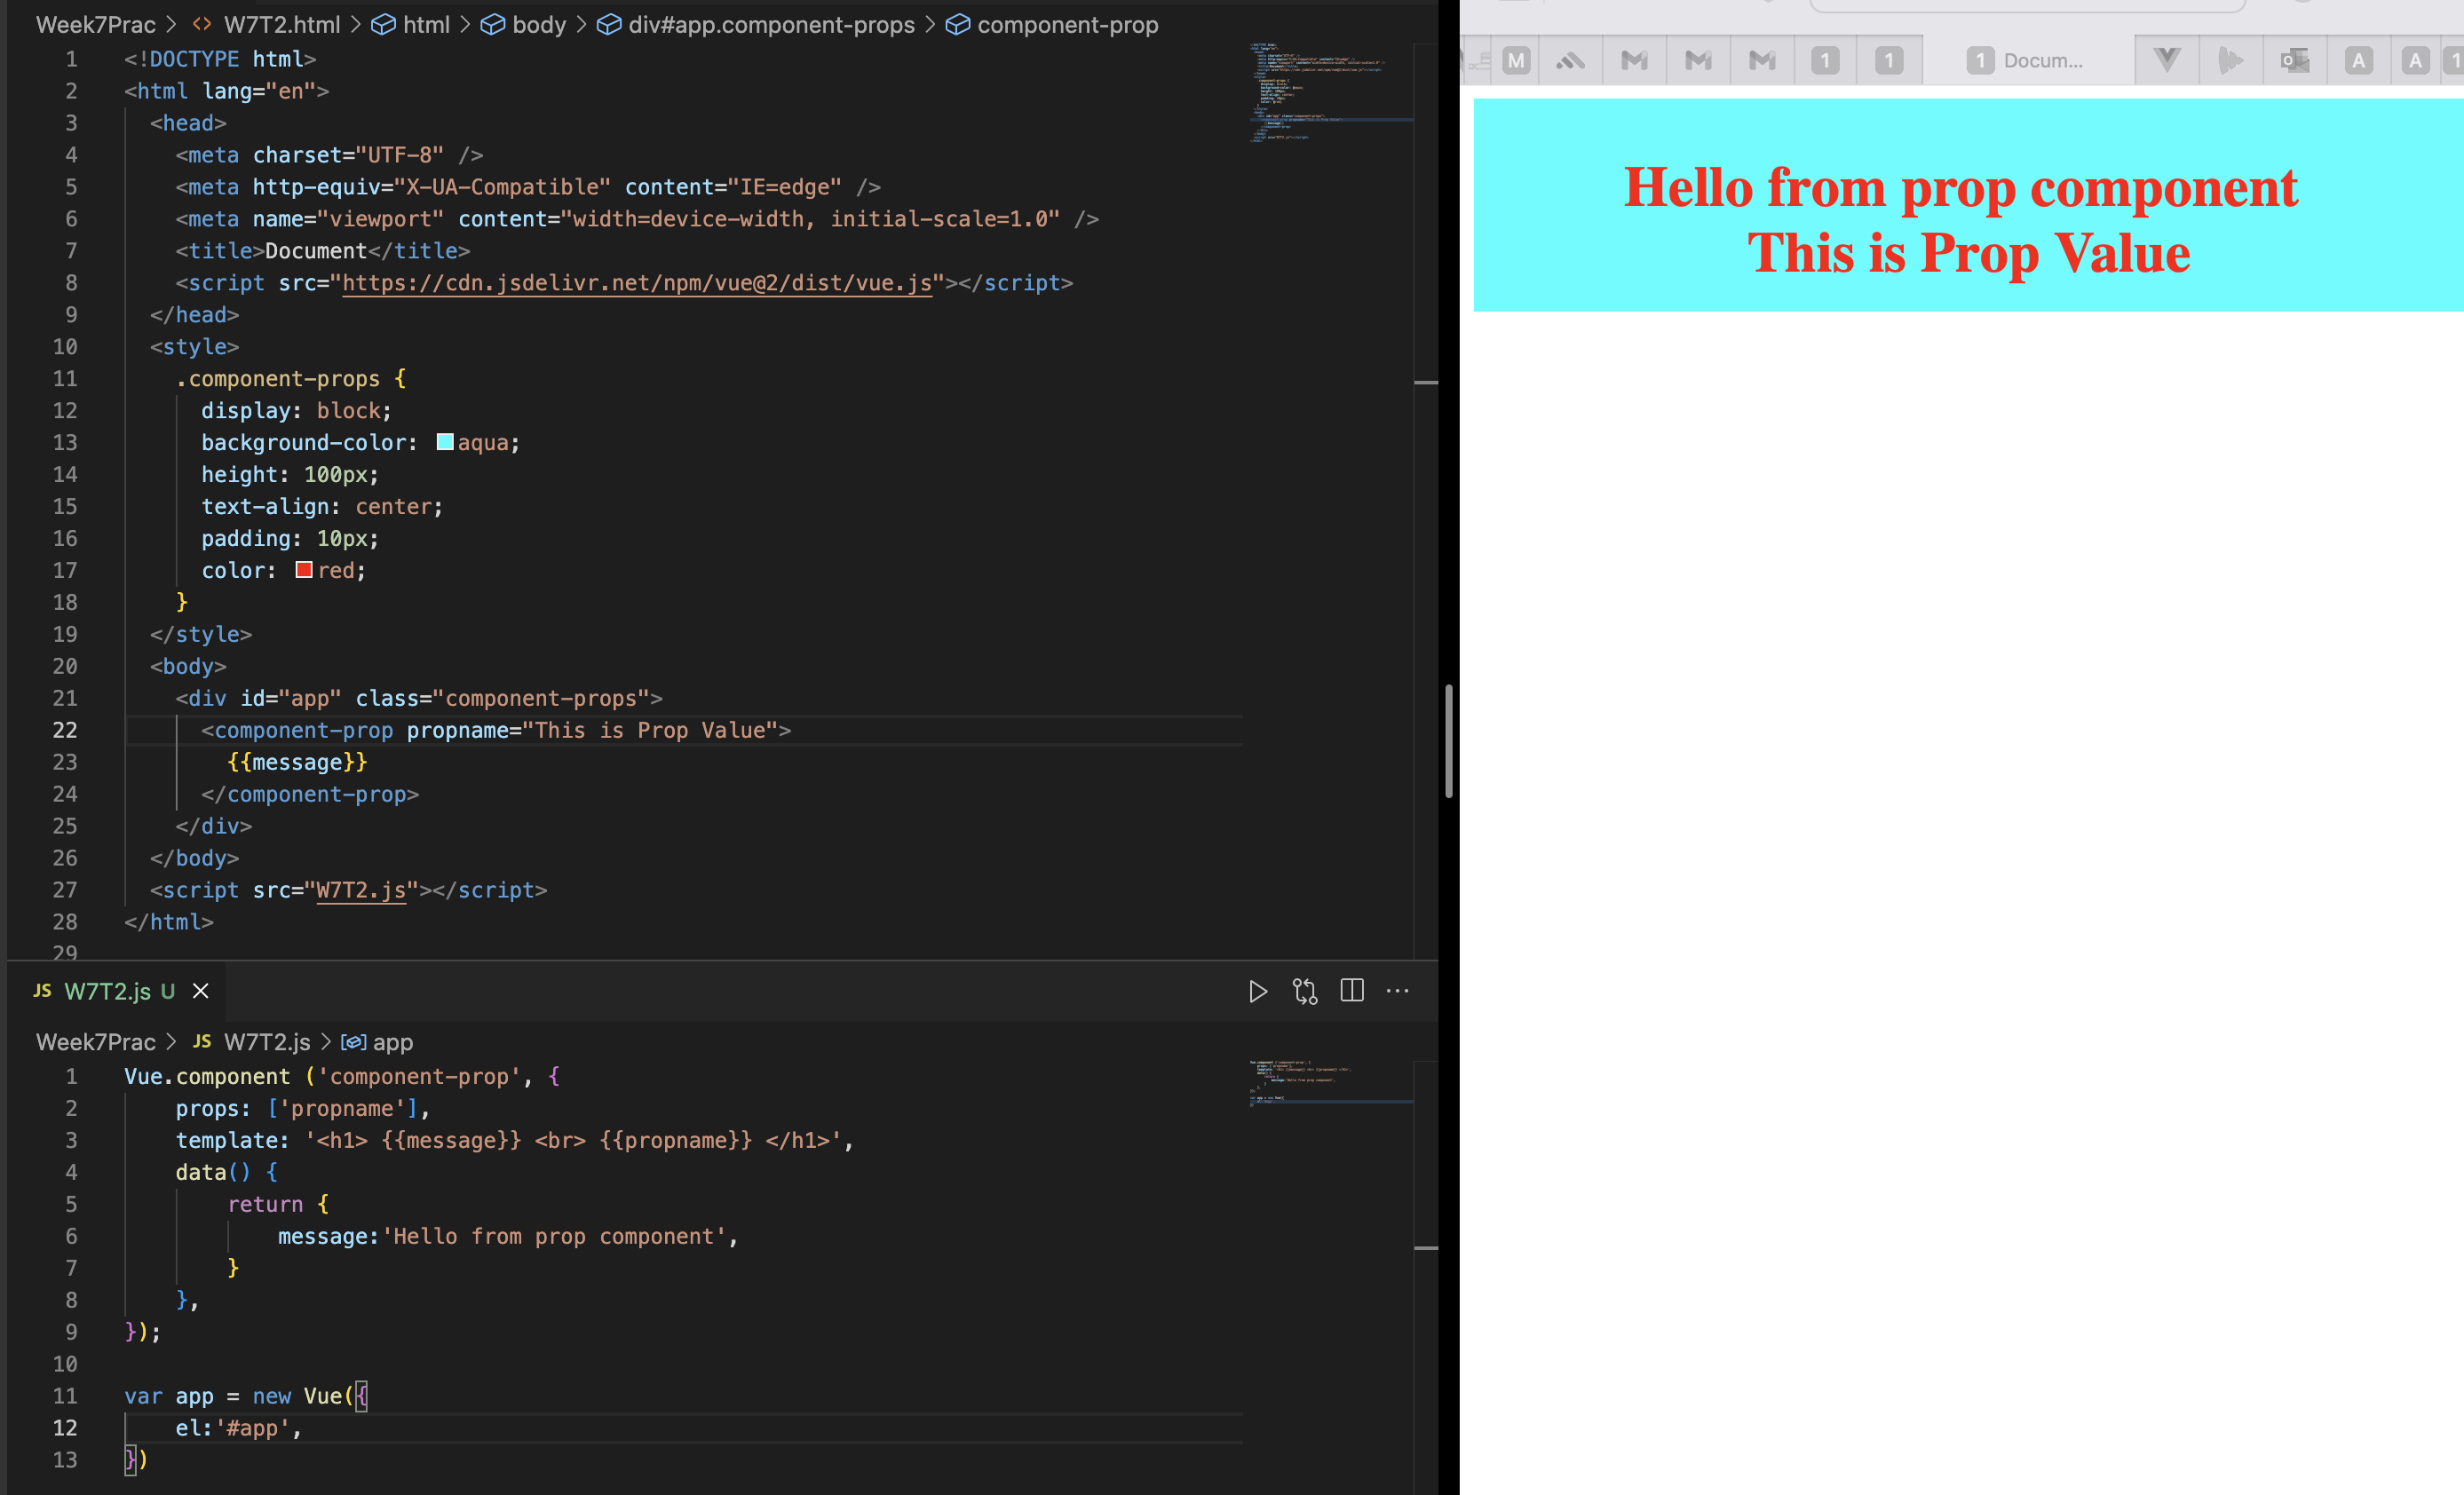 Week7Prac > <> W7T2.html > html > body > div#app.component-props > component-prop
1 <!DOCTYPE html>
2 <html lang="en">
3 <head>
4 <meta charset="UTF-8" />
5 <meta http-equiv="X-UA-Compatible" content="IE=edge" />
6 <meta name="viewport" content="width=device-width, initial-scale=1.0" />
7 <title>Document</title>
8 <script src="https://cdn.jsdelivr.net/npm/vue@2/dist/vue.js"></script>
9 </head>
10 <style>
11 .component-props {
12 display: block;
13 background-color: aqua;
14 height: 100px;
15 text-align: center;
16 padding: 10px;
17 color: red;
18 }
19 </style>
20 <body>
21 <div id="app" class="component-props">
22 <component-prop propname="This is Prop Value">
23 {{message}}
24 </component-prop>
25 </div>
26 </body>
27 <script src="W7T2.js"></script>
28 </html>
29
JS W7T2.js U ×
Week7Prac > JS W7T2.js > app
1 Vue.component ('component-prop', {
2 props: ['propname'],
3 template: '<h1> {{message}} <br> {{propname}} </h1>',
4 data() {
5 return {
6 message:'Hello from prop component',
7 }
8 },
9 });
10
11 var app = new Vue({
12 el:'#app',
13 })
M 1 1 1 Docum... A A 1
Hello from prop component
This is Prop Value